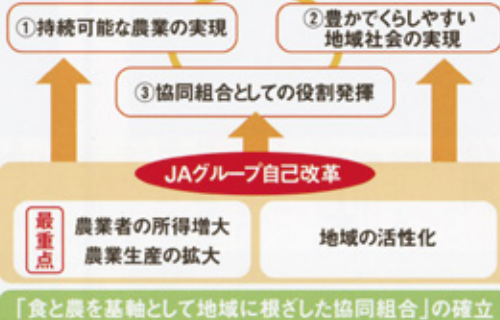 ①持続可能な農業の実現
②豊かでくらしやすい
地域社会の実現
③協同組合としての役割発揮
JAグループ自己改革
最重点
農業者の所得増大
農業生産の拡大
地域の活性化
「食と農を基軸として地域に根ざした協同組合」の確立